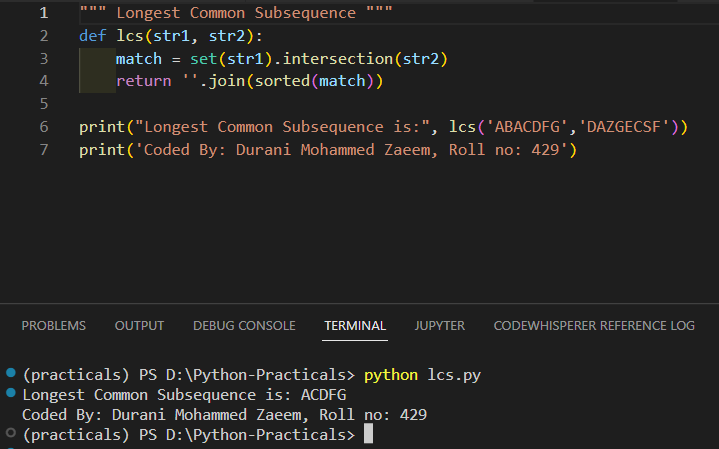 1 """ Longest Common Subsequence """
2 def lcs(str1, str2):
3     match = set(str1).intersection(str2)
4     return ''.join(sorted(match))
5
6 print("Longest Common Subsequence is:", lcs('ABACDFG','DAZGECSF'))
7 print('Coded By: Durani Mohammed Zaeem, Roll no: 429')
PROBLEMS OUTPUT DEBUG CONSOLE TERMINAL JUPYTER CODEWHISPERER REFERENCE LOG
(practicals) PS D:\Python-Practicals> python lcs.py
Longest Common Subsequence is: ACDFG
Coded By: Durani Mohammed Zaeem, Roll no: 429
(practicals) PS D:\Python-Practicals>